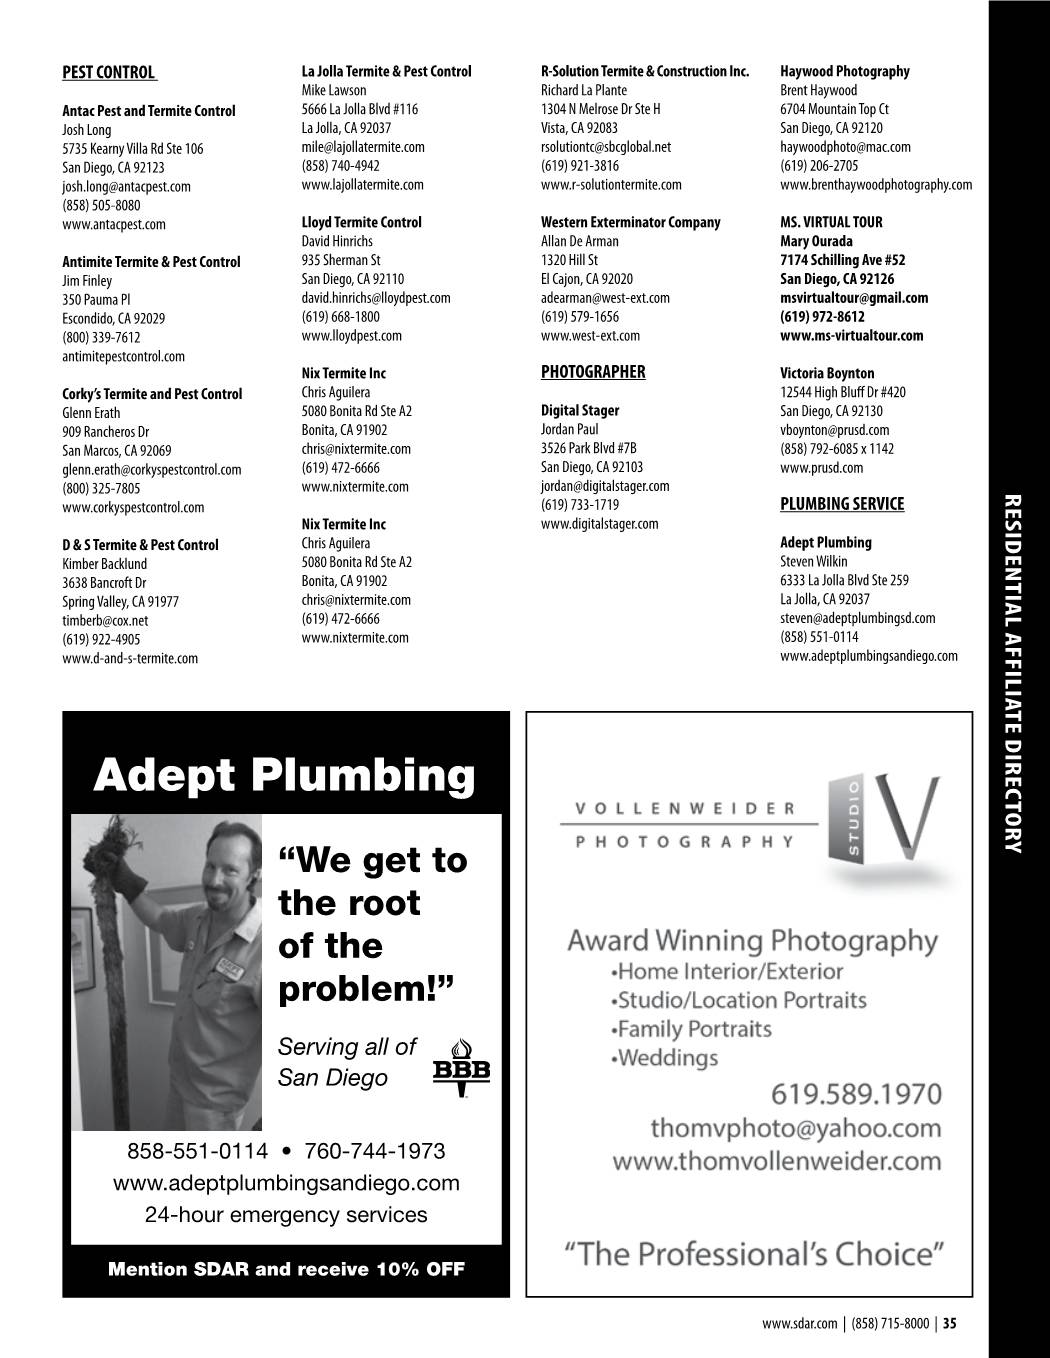 PEST CONTROL
Antac Pest and Termite Control
Josh Long
5735 Kearny Villa Rd Ste 106
San Diego, CA 92123
josh.long@antacpest.com
(858) 505-8080
www.antacpest.com
Antimite Termite & Pest Control
Jim Finley
350 Pauma Pl
Escondido, CA 92029
(800) 339-7612
antimitepestcontrol.com
Corky's Termite and Pest Control
Glenn Erath
909 Rancheros Dr
San Marcos, CA 92069
glenn.erath@corkyspestcontrol.com
(800) 325-7805
www.corkyspestcontrol.com
D & S Termite & Pest Control
Kimber Backlund
3638 Bancroft Dr
Spring Valley, CA 91977
timberb@cox.net
(619) 922-4905
www.d-and-s-termite.com
La Jolla Termite & Pest Control
Mike Lawson
5666 La Jolla Blvd #116
La Jolla, CA 92037
mile@lajollatermite.com
(858) 740-4942
www.lajollatermite.com
Lloyd Termite Control
David Hinrichs
935 Sherman St
San Diego, CA 92110
david.hinrichs@lloydpest.com
(619) 668-1800
www.lloydpest.com
Nix Termite Inc
Chris Aguilera
5080 Bonita Rd Ste A2
Bonita, CA 91902
chris@nixtermite.com
(619) 472-6666
www.nixtermite.com
Nix Termite Inc
Chris Aguilera
5080 Bonita Rd Ste A2
Bonita, CA 91902
chris@nixtermite.com
(619) 472-6666
www.nixtermite.com
R-Solution Termite & Construction Inc.
Richard La Plante
1304 N Melrose Dr Ste H
Vista, CA 92083
rsolutiontc@sbcglobal.net
(619) 921-3816
www.r-solutiontermite.com
Western Exterminator Company
Allan De Arman
1320 Hill St
El Cajon, CA 92020
adearman@west-ext.com
(619) 579-1656
www.west-ext.com
PHOTOGRAPHER
Digital Stager
Jordan Paul
3526 Park Blvd #7B
San Diego, CA 92103
jordan@digitalstager.com
(619) 733-1719
www.digitalstager.com
Haywood Photography
Brent Haywood
6704 Mountain Top Ct
San Diego, CA 92120
haywoodphoto@mac.com
(619) 206-2705
www.brenthaywoodphotography.com
MS. VIRTUAL TOUR
Mary Ourada
7174 Schilling Ave #52
San Diego, CA 92126
msvirtualtour@gmail.com
(619) 972-8612
www.ms-virtualtour.com
Victoria Boynton
12544 High Bluff Dr #420
San Diego, CA 92130
vboynton@prusd.com
(858) 792-6085 x 1142
www.prusd.com
PLUMBING SERVICE
Adept Plumbing
Steven Wilkin
6333 La Jolla Blvd Ste 259
La Jolla, CA 92037
steven@adeptplumbingsd.com
(858) 551-0114
www.adeptplumbingsandiego.com
RESIDENTIAL AFFILIATE DIRECTORY
Adept Plumbing
“We get to
the root
of the
problem!”
Serving all of
San Diego
BBB
858-551-0114 • 760-744-1973
www.adeptplumbingsandiego.com
24-hour emergency services
Mention SDAR and receive 10% OFF
VOLLENWEIDER
PHOTOGRAPHY
STUDIO
V
Award Winning Photography
•Home Interior/Exterior
•Studio/Location Portraits
•Family Portraits
•Weddings
619.589.1970
thomvphoto@yahoo.com
www.thomvollenweider.com
“The Professional's Choice”
www.sdar.com | (858) 715-8000 | 35